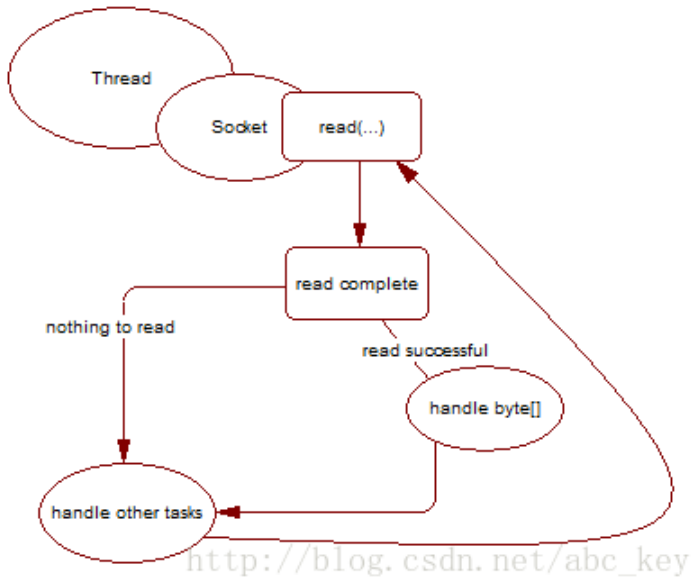 Thread
Socket
read(...)
read complete
nothing to read
read successful
handle byte[]
handle other tasks
http://blog.csdn.net/abc_key